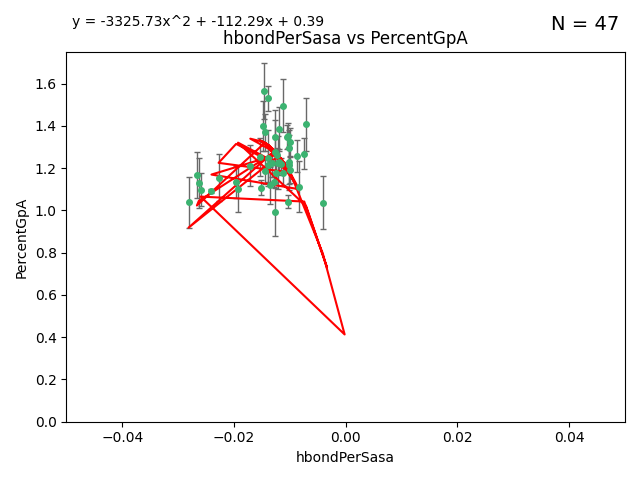 y = -3325.73x^2 + -112.29x + 0.39
N = 47
hbondPerSasa vs PercentGpA
PercentGpA
1.6
1.4
1.2
1.0
0.8
0.6
0.4
0.2
0.0
−0.04 −0.02 0.00 0.02 0.04
hbondPerSasa